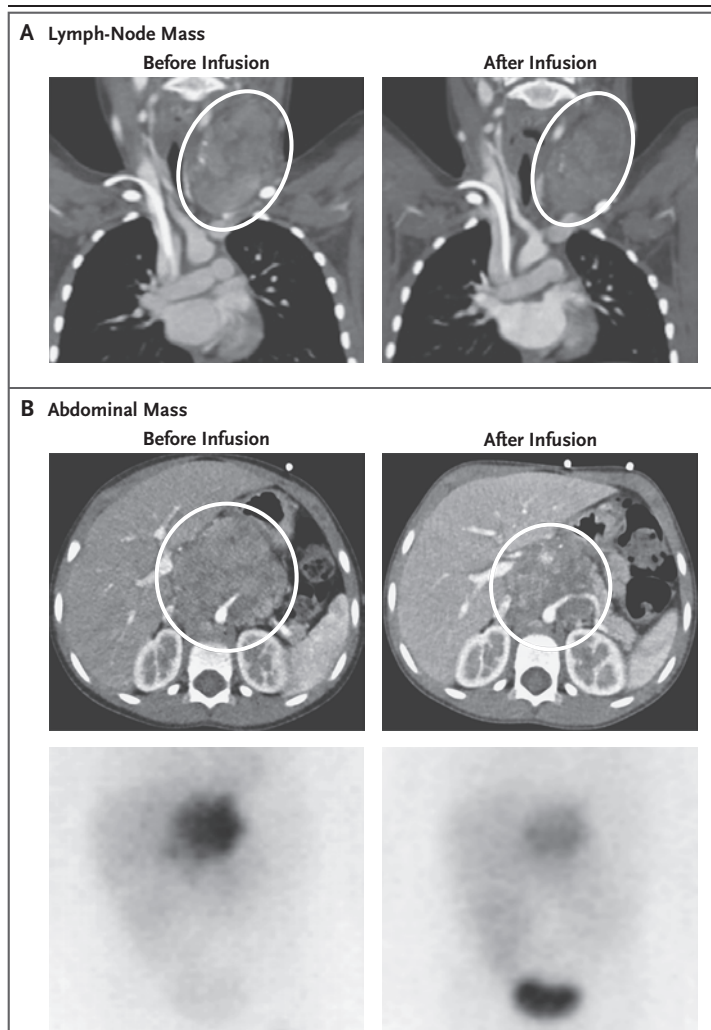 A Lymph-Node Mass
Before Infusion After Infusion
B Abdominal Mass
Before Infusion After Infusion